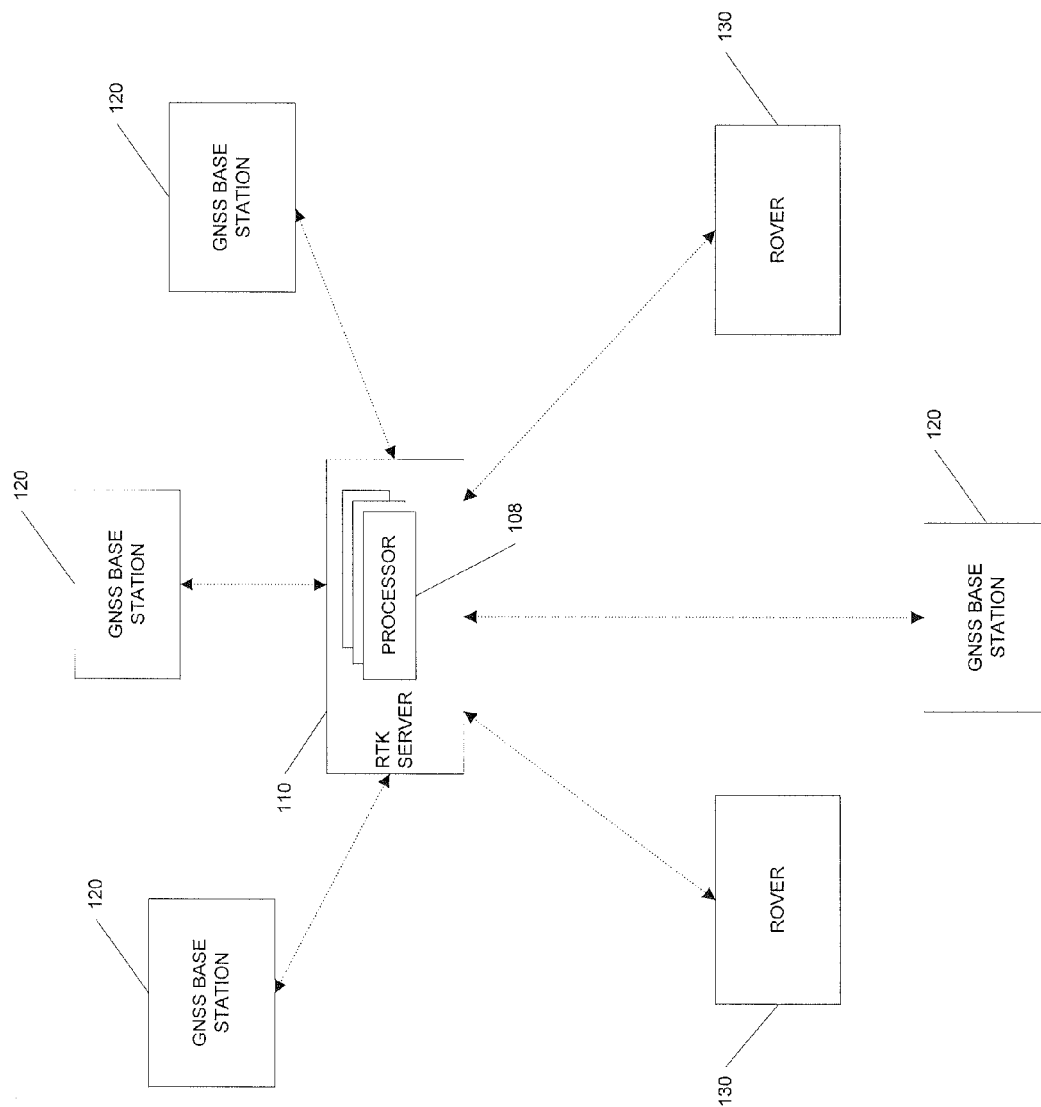 120
GNSS BASE
STATION
120
GNSS BASE
STATION
120
GNSS BASE
STATION
110
RTK
SERVER
PROCESSOR
108
130
ROVER
130
ROVER
120
GNSS BASE
STATION